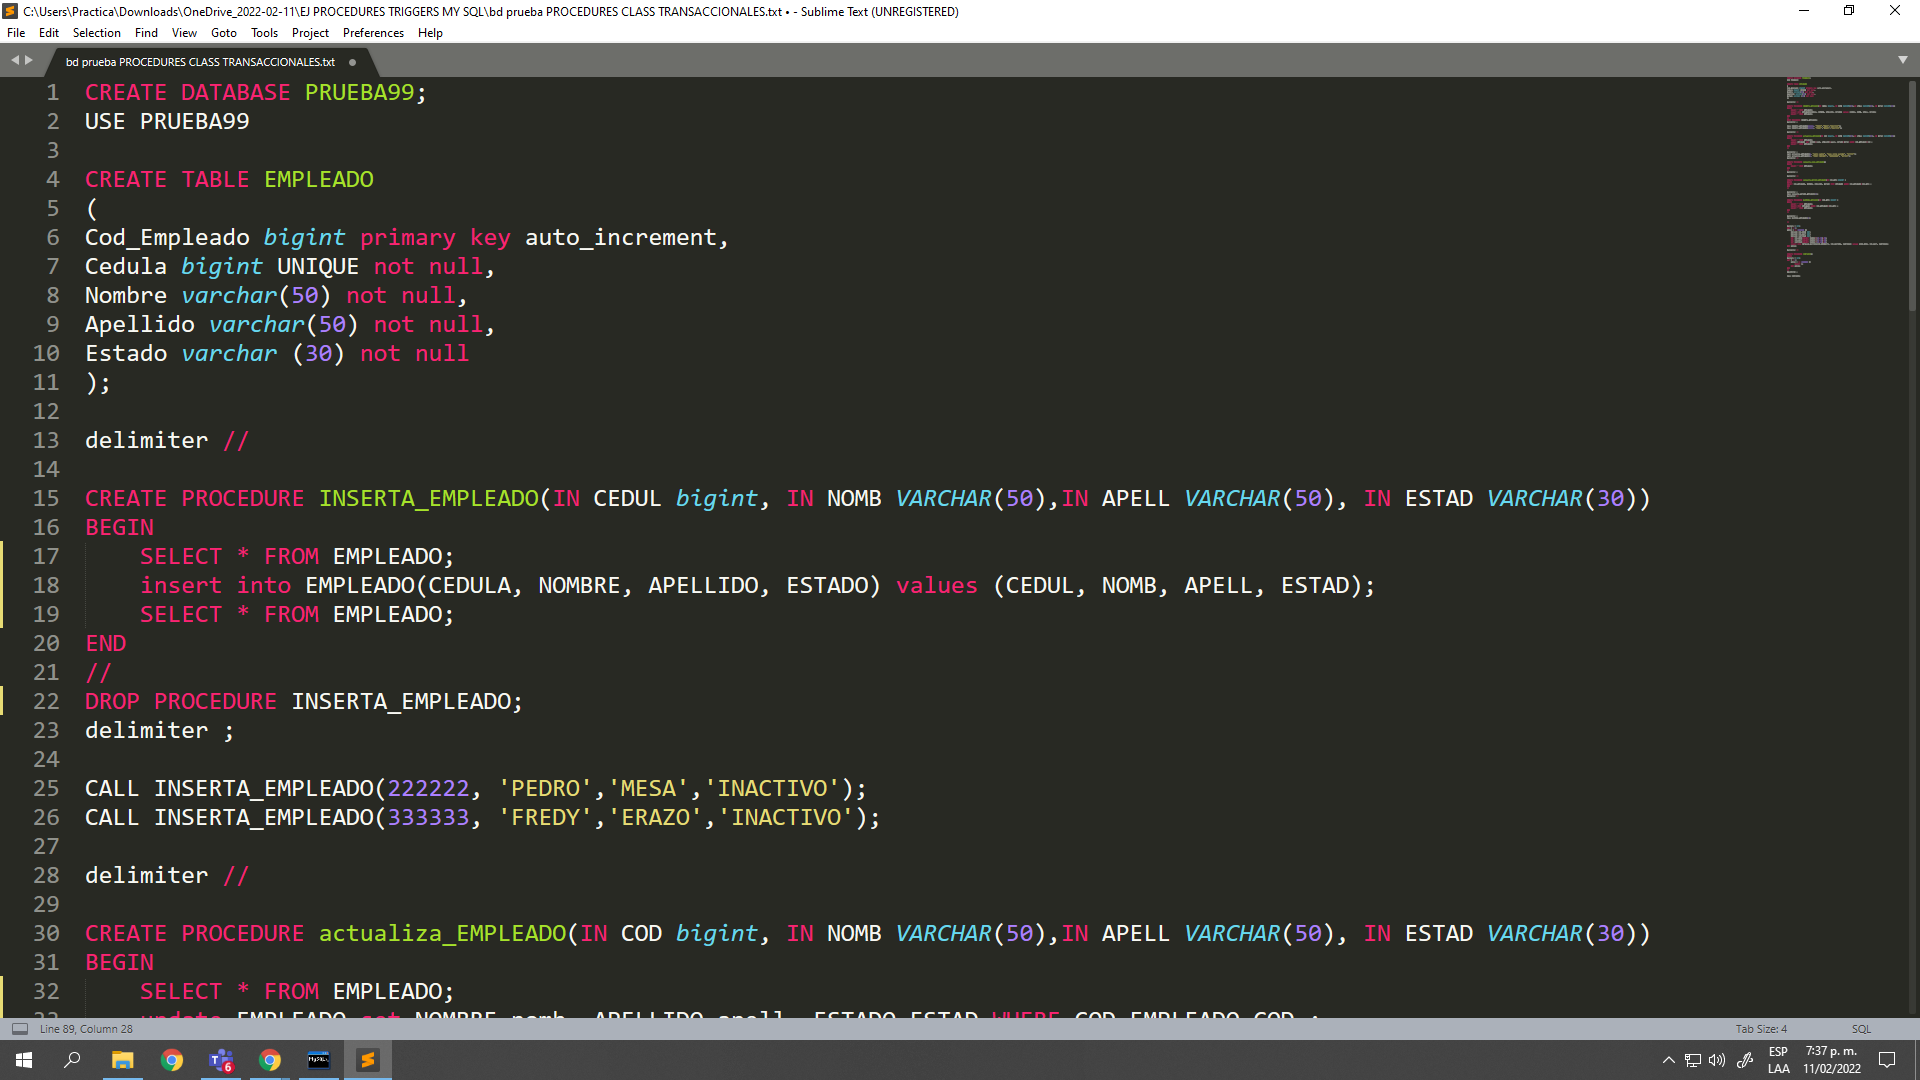 C:\Users\Practica\Downloads\OneDrive_2022-02-11\EJ PROCEDURES TRIGGERS MY SQL\bd prueba PROCEDURES CLASS TRANSACCIONALES.txt • - Sublime Text (UNREGISTERED)
File Edit Selection Find View Goto Tools Project Preferences Help
bd prueba PROCEDURES CLASS TRANSACCIONALES.txt
1 CREATE DATABASE PRUEBA99;
2 USE PRUEBA99
3
4 CREATE TABLE EMPLEADO
5 (
6 Cod_Empleado bigint primary key auto_increment,
7 Cedula bigint UNIQUE not null,
8 Nombre varchar(50) not null,
9 Apellido varchar(50) not null,
10 Estado varchar (30) not null
11 );
12
13 delimiter //
14
15 CREATE PROCEDURE INSERTA_EMPLEADO(IN CEDUL bigint, IN NOMB VARCHAR(50),IN APELL VARCHAR(50), IN ESTAD VARCHAR(30))
16 BEGIN
17 SELECT * FROM EMPLEADO;
18 insert into EMPLEADO(CEDULA, NOMBRE, APELLIDO, ESTADO) values (CEDUL, NOMB, APELL, ESTAD);
19 SELECT * FROM EMPLEADO;
20 END
21 //
22 DROP PROCEDURE INSERTA_EMPLEADO;
23 delimiter ;
24
25 CALL INSERTA_EMPLEADO(222222, 'PEDRO','MESA','INACTIVO');
26 CALL INSERTA_EMPLEADO(333333, 'FREDY','ERAZO','INACTIVO');
27
28 delimiter //
29
30 CREATE PROCEDURE actualiza_EMPLEADO(IN COD bigint, IN NOMB VARCHAR(50),IN APELL VARCHAR(50), IN ESTAD VARCHAR(30))
31 BEGIN
32 SELECT * FROM EMPLEADO;
Line 89, Column 28
Tab Size: 4
SQL
6
MySQL
ESP
LAA
7:37 p. m.
11/02/2022